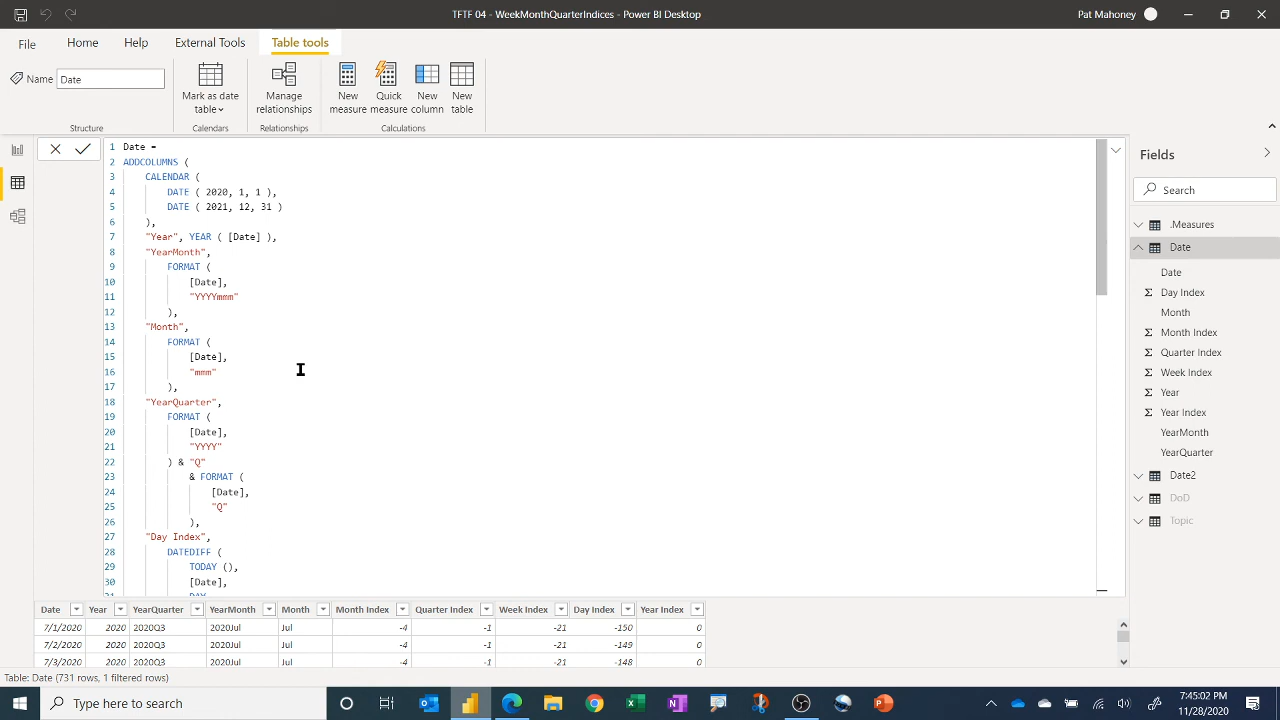 TFTF 04 - WeekMonthQuarterIndices - Power BI Desktop
Pat Mahoney
File Home Help External Tools Table tools
Name Date
Mark as date table
Manage relationships
New measure
Quick measure
New column
New table
Structure Calendars Relationships Calculations
1 Date =
2 ADDCOLUMNS (
3 CALENDAR (
4 DATE ( 2020, 1, 1 ),
5 DATE ( 2021, 12, 31 )
6 ),
7 "Year", YEAR ( [Date] ),
8 "YearMonth",
9 FORMAT (
10 [Date],
11 "YYYYmmm"
12 ),
13 "Month",
14 FORMAT (
15 [Date],
16 "mmm"
17 ),
18 "YearQuarter",
19 FORMAT (
20 [Date],
21 "YYYY"
22 ) & "Q"
23 & FORMAT (
24 [Date],
25 "Q"
26 ),
27 "Day Index",
28 DATEDIFF (
29 TODAY (),
30 [Date],
Fields
Search
.Measures
Date
Date
Day Index
Month
Month Index
Quarter Index
Week Index
Year
Year Index
YearMonth
YearQuarter
Date2
DoD
Topic
Date Year YearQuarter YearMonth Month Month Index Quarter Index Week Index Day Index Year Index
7/1/2020 2020 2020Q3 2020Jul Jul -4 -1 -21 -150 0
7/2/2020 2020 2020Q3 2020Jul Jul -4 -1 -21 -149 0
7/3/2020 2020 2020Q3 2020Jul Jul -4 -1 -21 -148 0
Table: Date (731 rows, 1 filtered rows)
Type here to search
7:45:02 PM
11/28/2020